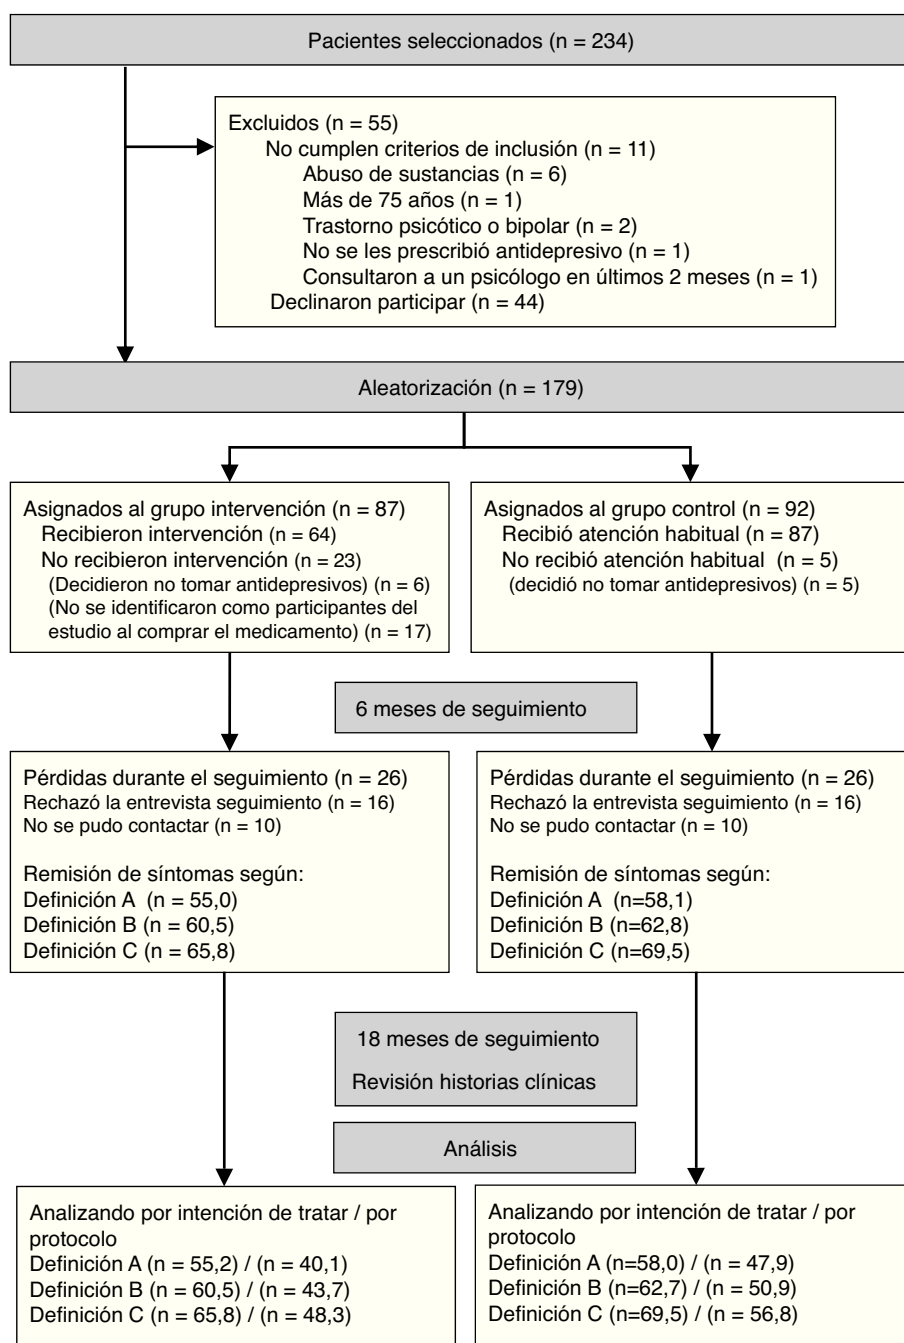 Pacientes seleccionados (n = 234)
Excluidos (n = 55)
No cumplen criterios de inclusión (n = 11)
Abuso de sustancias (n = 6)
Más de 75 años (n = 1)
Trastorno psicótico o bipolar (n = 2)
No se les prescribió antidepresivo (n = 1)
Consultaron a un psicólogo en últimos 2 meses (n = 1)
Declinaron participar (n = 44)
Aleatorización (n = 179)
Asignados al grupo intervención (n = 87)
Recibieron intervención (n = 64)
No recibieron intervención (n = 23)
(Decidieron no tomar antidepresivos) (n = 6)
(No se identificaron como participantes del
estudio al comprar el medicamento) (n = 17)
Asignados al grupo control (n = 92)
Recibió atención habitual (n = 87)
No recibió atención habitual (n = 5)
(decidió no tomar antidepresivos) (n = 5)
6 meses de seguimiento
Pérdidas durante el seguimiento (n = 26)
Rechazó la entrevista seguimiento (n = 16)
No se pudo contactar (n = 10)
Remisión de síntomas según:
Definición A (n = 55,0)
Definición B (n = 60,5)
Definición C (n = 65,8)
Pérdidas durante el seguimiento (n = 26)
Rechazó la entrevista seguimiento (n = 16)
No se pudo contactar (n = 10)
Remisión de síntomas según:
Definición A (n=58,1)
Definición B (n=62,8)
Definición C (n=69,5)
18 meses de seguimiento
Revisión historias clínicas
Análisis
Analizando por intención de tratar / por
protocolo
Definición A (n = 55,2) / (n = 40,1)
Definición B (n = 60,5) / (n = 43,7)
Definición C (n = 65,8) / (n = 48,3)
Analizando por intención de tratar / por
protocolo
Definición A (n=58,0) / (n = 47,9)
Definición B (n=62,7) / (n = 50,9)
Definición C (n=69,5) / (n = 56,8)